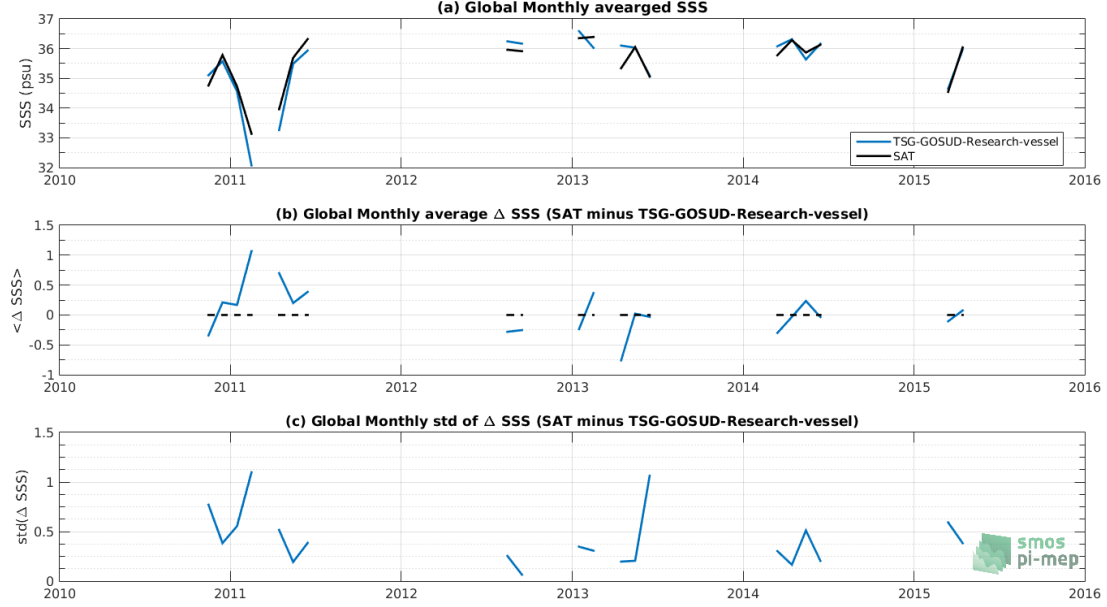 (a) Global Monthly avearged SSS
37
36
35
34
33
32
SSS (psu)
TSG-GOSUD-Research-vessel
SAT
2010 2011 2012 2013 2014 2015 2016
(b) Global Monthly average Δ SSS (SAT minus TSG-GOSUD-Research-vessel)
1.5
1
0.5
0
-0.5
-1
<Δ SSS>
2010 2011 2012 2013 2014 2015 2016
(c) Global Monthly std of Δ SSS (SAT minus TSG-GOSUD-Research-vessel)
1.5
1
0.5
0
std(Δ SSS)
smos
pi-mep
2010 2011 2012 2013 2014 2015 2016